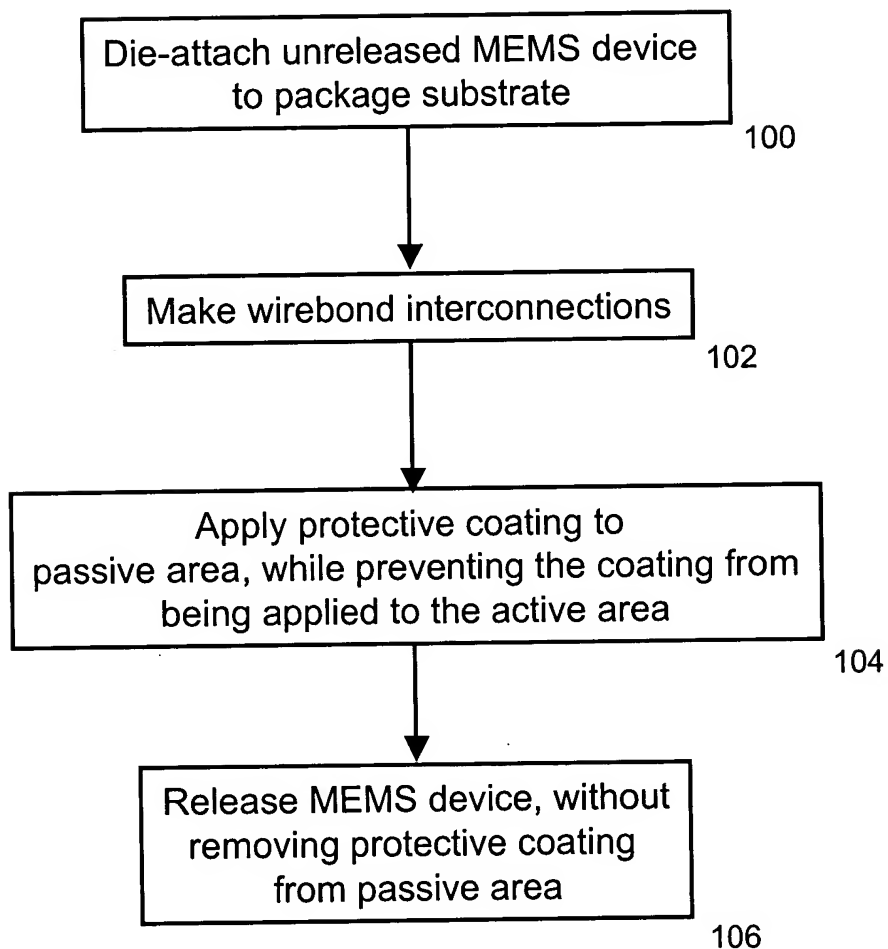 Die-attach unreleased MEMS device
to package substrate
100
Make wirebond interconnections
102
Apply protective coating to
passive area, while preventing the coating from
being applied to the active area
104
Release MEMS device, without
removing protective coating
from passive area
106